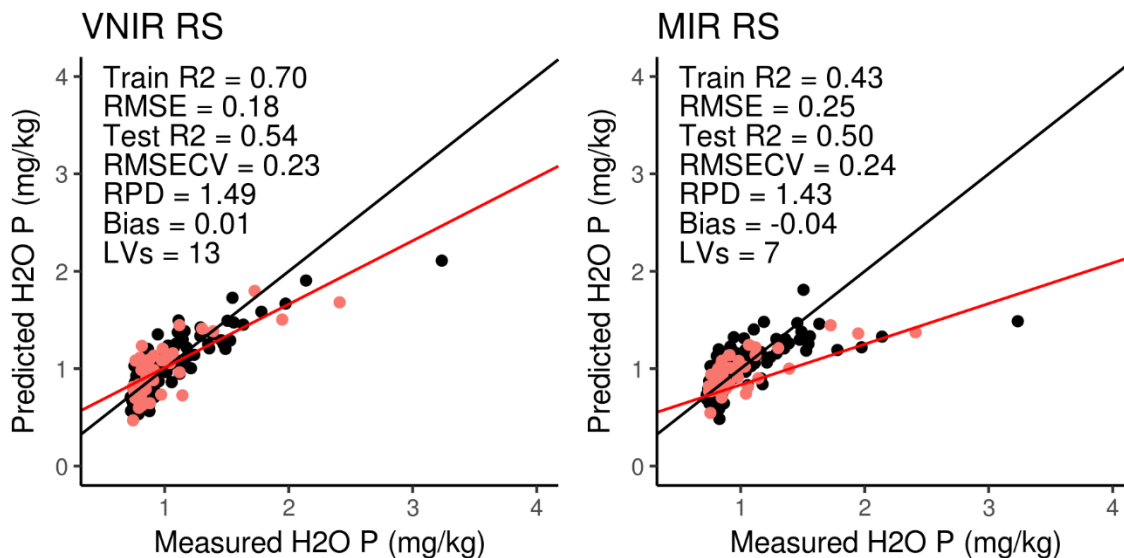 VNIR RS
Train R2 = 0.70
RMSE = 0.18
Test R2 = 0.54
RMSECV = 0.23
RPD = 1.49
Bias = 0.01
LVs = 13
Predicted H2O P (mg/kg)
4
3
2
1
0
1 2 3 4
Measured H2O P (mg/kg)
MIR RS
Train R2 = 0.43
RMSE = 0.25
Test R2 = 0.50
RMSECV = 0.24
RPD = 1.43
Bias = -0.04
LVs = 7
Predicted H2O P (mg/kg)
4
3
2
1
0
1 2 3 4
Measured H2O P (mg/kg)